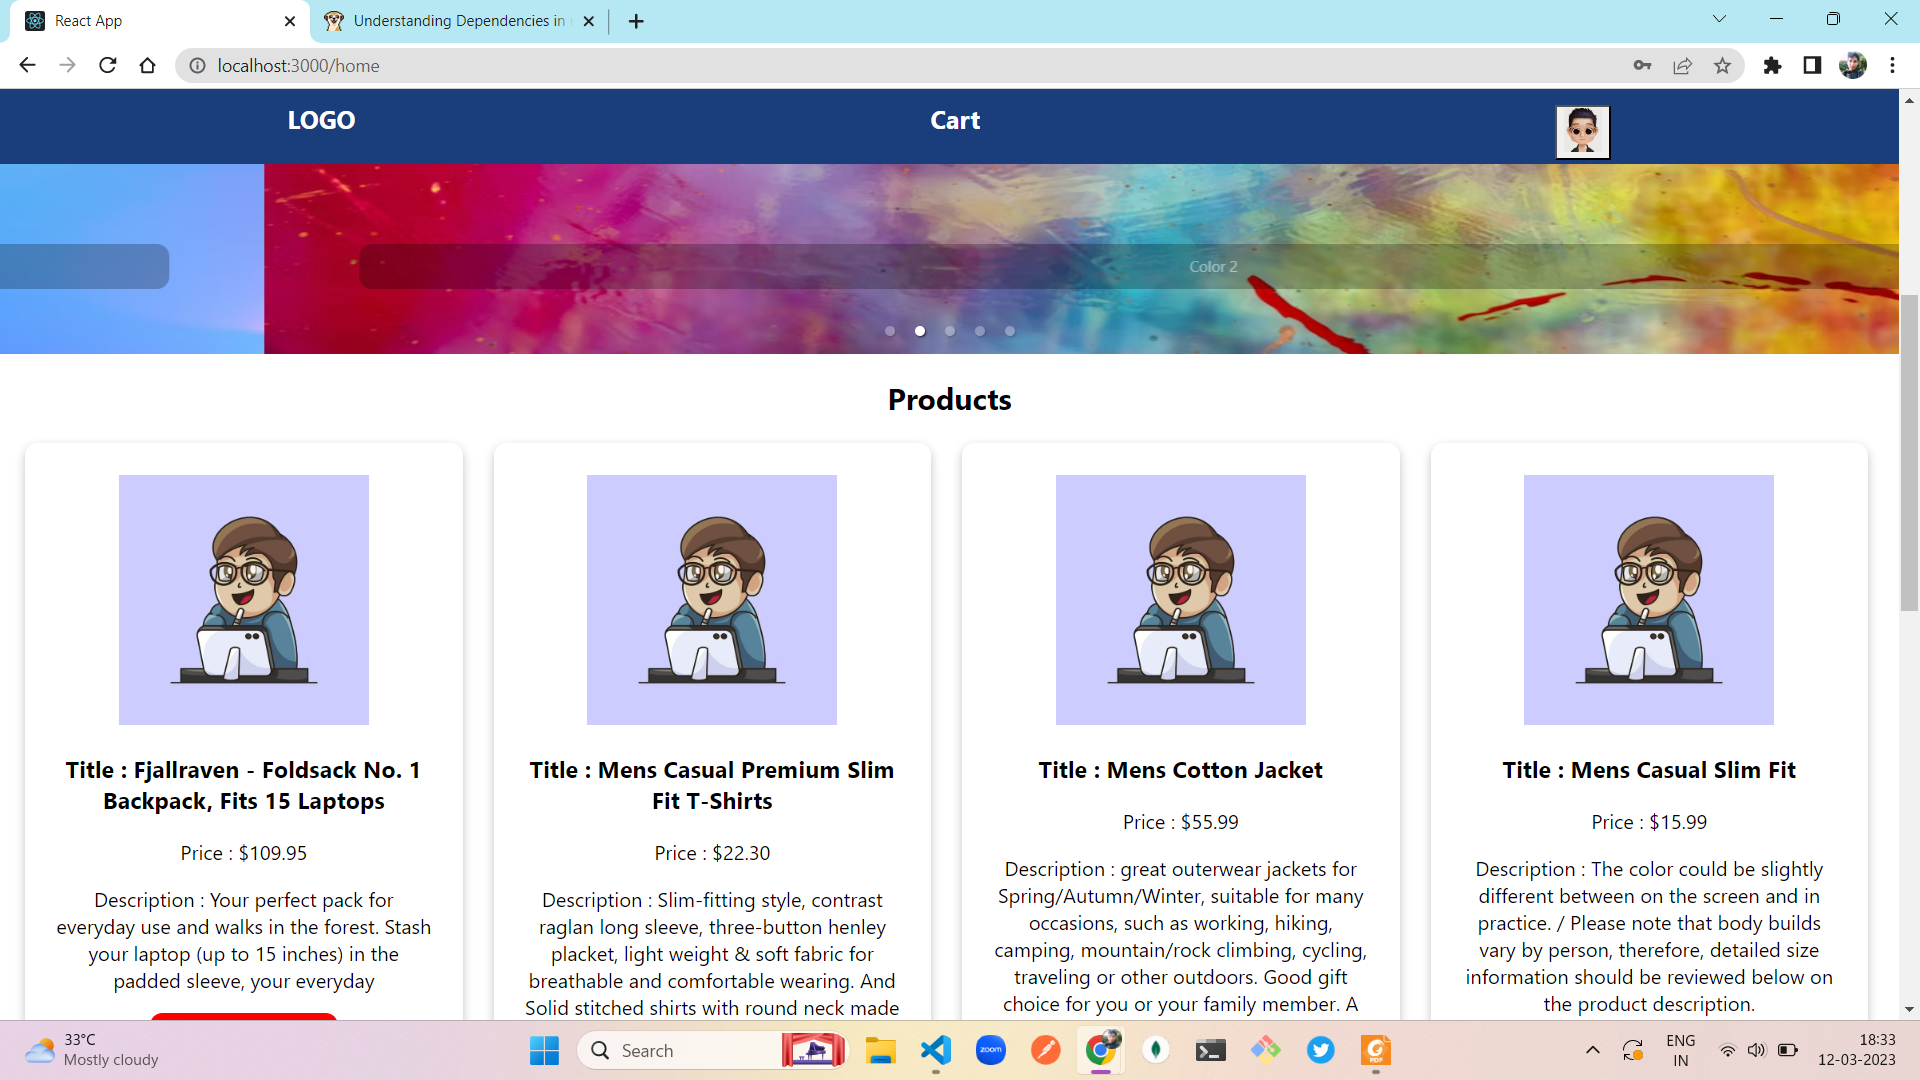 React App
Understanding Dependencies in
localhost:3000/home
LOGO
Cart
Color 2
Products
Title : Fjallraven - Foldsack No. 1
Backpack, Fits 15 Laptops
Price : $109.95
Description : Your perfect pack for
everyday use and walks in the forest. Stash
your laptop (up to 15 inches) in the
padded sleeve, your everyday
Title : Mens Casual Premium Slim
Fit T-Shirts
Price : $22.30
Description : Slim-fitting style, contrast
raglan long sleeve, three-button henley
placket, light weight & soft fabric for
breathable and comfortable wearing. And
Solid stitched shirts with round neck made
Title : Mens Cotton Jacket
Price : $55.99
Description : great outerwear jackets for
Spring/Autumn/Winter, suitable for many
occasions, such as working, hiking,
camping, mountain/rock climbing, cycling,
traveling or other outdoors. Good gift
choice for you or your family member. A
Title : Mens Casual Slim Fit
Price : $15.99
Description : The color could be slightly
different between on the screen and in
practice. / Please note that body builds
vary by person, therefore, detailed size
information should be reviewed below on
the product description.
33°C
Mostly cloudy
Search
zoom
PDF
ENG
IN
18:33
12-03-2023